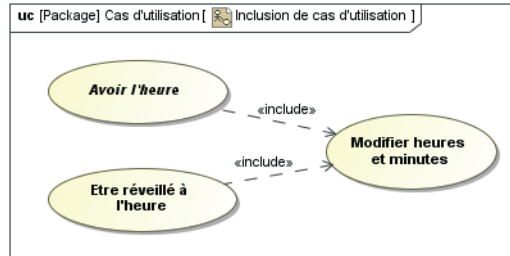 uc [Package] Cas d'utilisation [ Inclusion de cas d'utilisation ]
Avoir l'heure
«include»
Modifier heures
et minutes
«include»
Etre réveillé à
l'heure